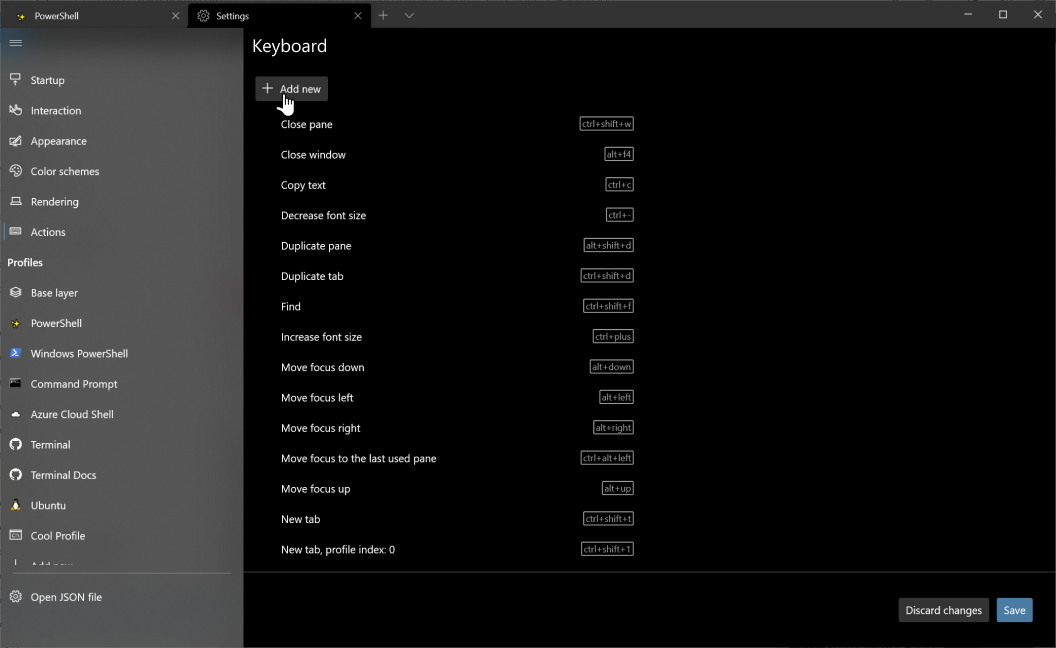 PowerShell
Settings
Keyboard
Startup
Interaction
Appearance
Color schemes
Rendering
Actions
Profiles
Base layer
PowerShell
Windows PowerShell
Command Prompt
Azure Cloud Shell
Terminal
Terminal Docs
Ubuntu
Cool Profile
Add new
Open JSON file
Add new
Close pane ctrl+shift+w
Close window alt+f4
Copy text ctrl+c
Decrease font size ctrl+-
Duplicate pane alt+shift+d
Duplicate tab ctrl+shift+d
Find ctrl+shift+f
Increase font size ctrl+plus
Move focus down alt+down
Move focus left alt+left
Move focus right alt+right
Move focus to the last used pane ctrl+alt+left
Move focus up alt+up
New tab ctrl+shift+t
New tab, profile index: 0 ctrl+shift+1
Discard changes
Save